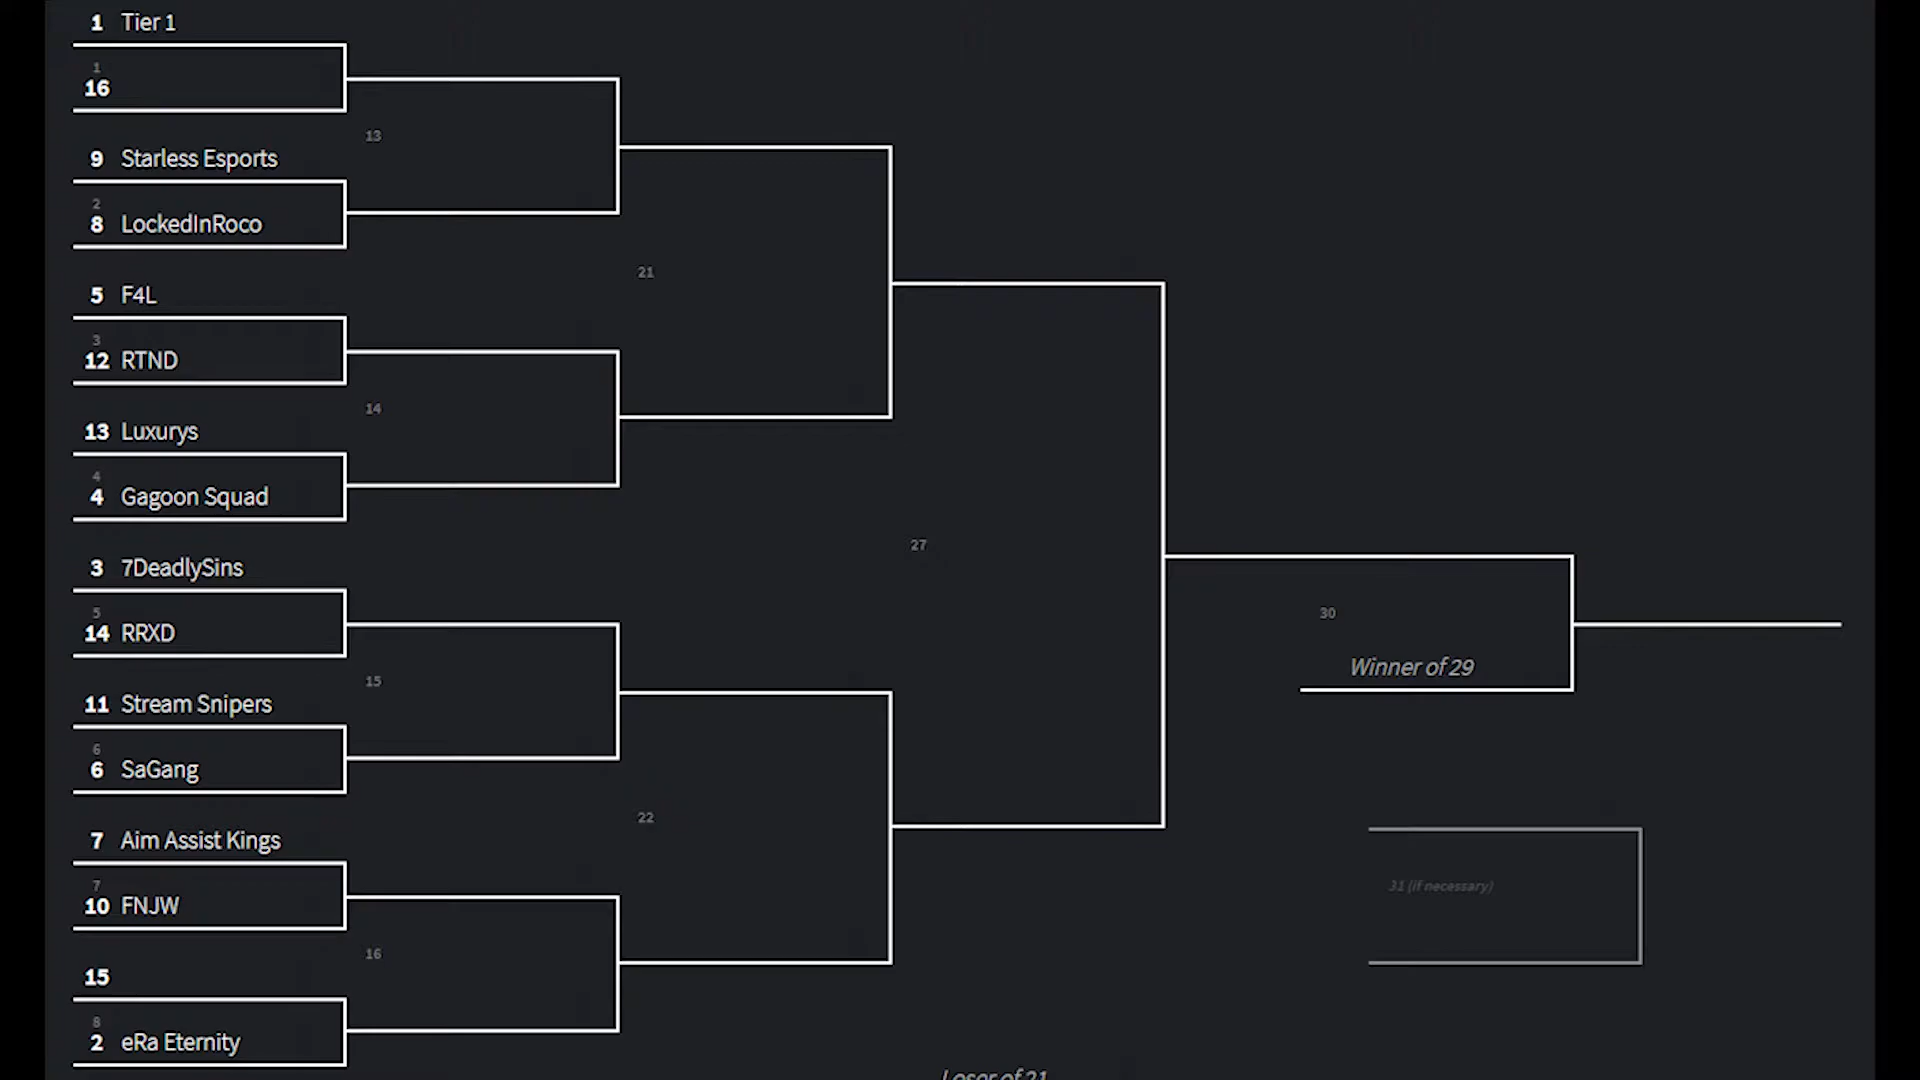 1 Tier 1
1
16
9 Starless Esports
2
8 LockedInRoco
5 F4L
3
12 RTND
13 Luxurys
4
4 Gagoon Squad
3 7DeadlySins
5
14 RRXD
11 Stream Snipers
6
6 SaGang
7 Aim Assist Kings
7
10 FNJW
15
8
2 eRa Eternity
13
14
15
16
21
22
27
30
Winner of 29
31 (if necessary)
Loser of 21